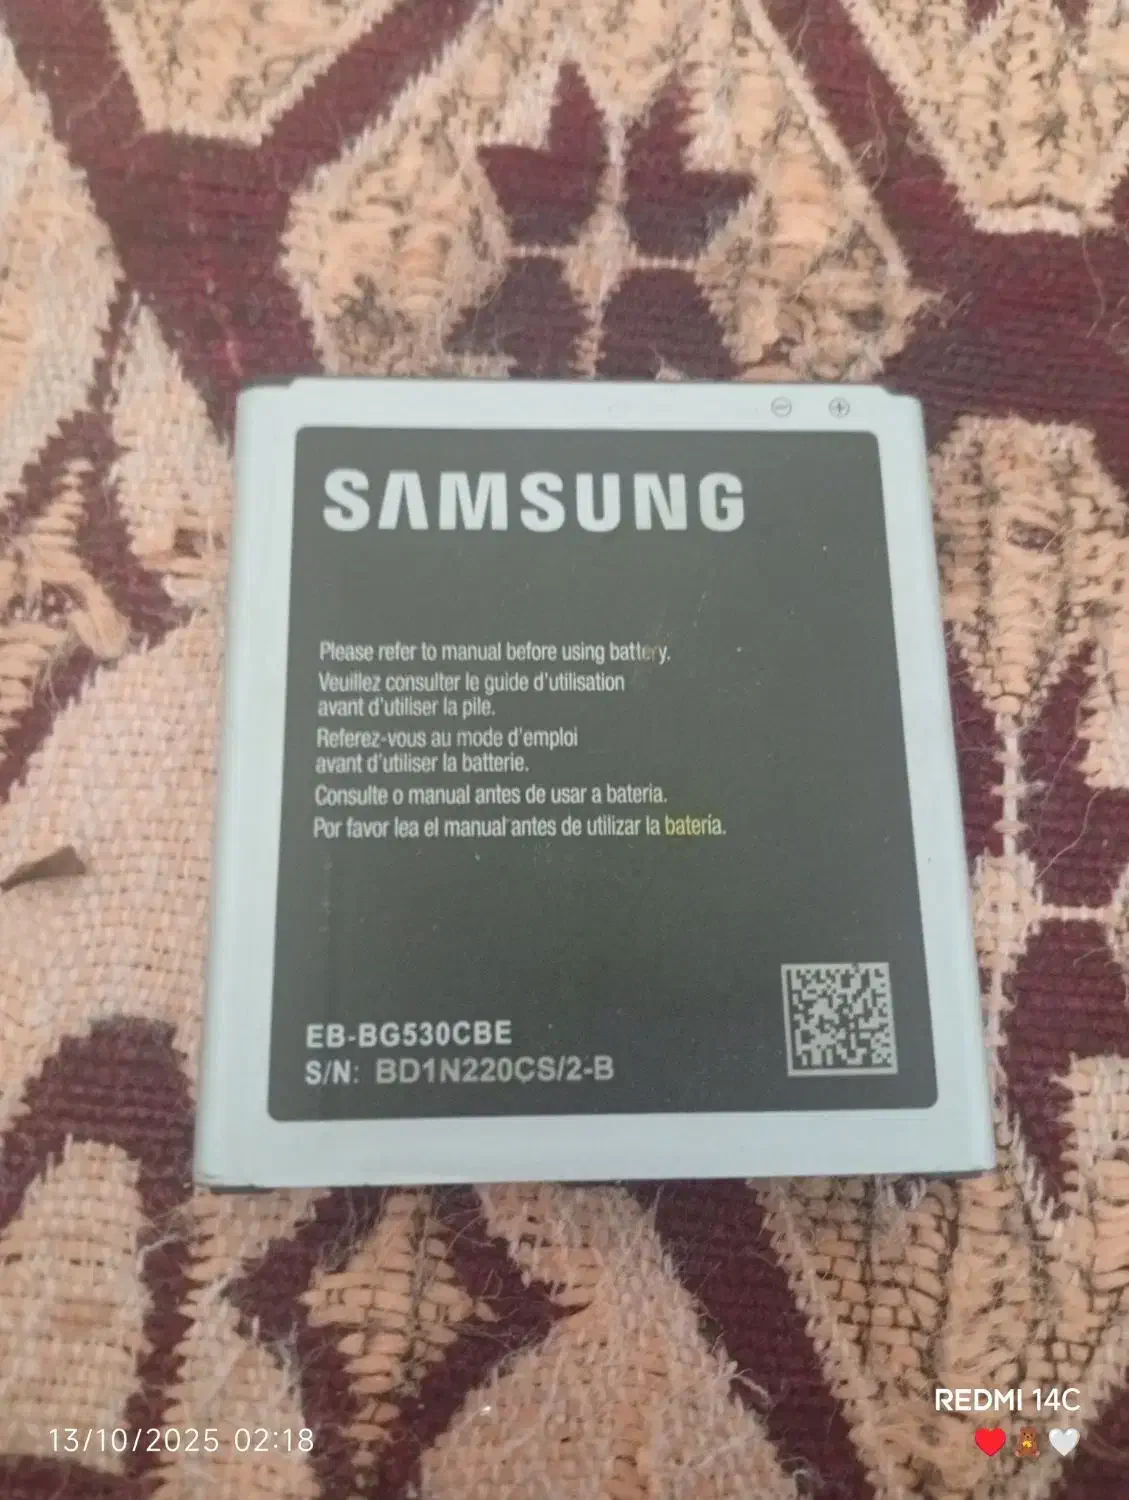 ⊖ ⊕
SAMSUNG
Please refer to manual before using battery.
Veuillez consulter le guide d'utilisation
avant d'utiliser la pile.
Referez-vous au mode d'emploi
avant d'utiliser la batterie.
Consulte o manual antes de usar a bateria.
Por favor lea el manual antes de utilizar la batería.
EB-BG530CBE
S/N: BD1N220CS/2-B
REDMI 14C
13/10/2025 02:18